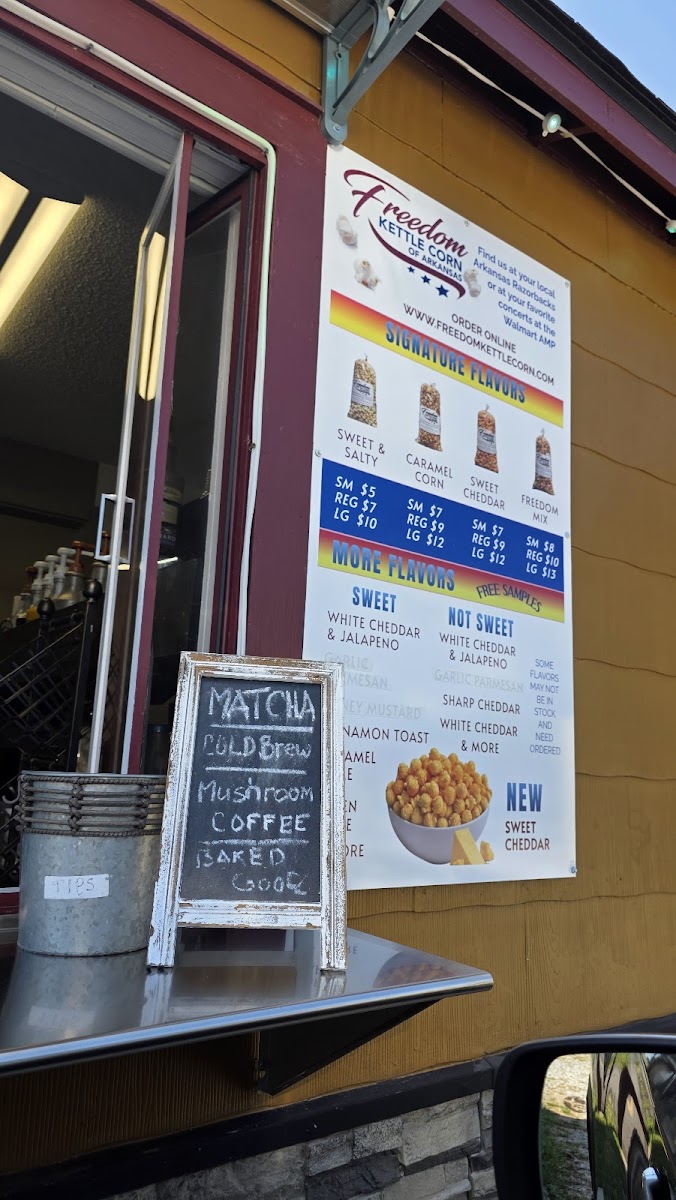 Freedom
KETTLE CORN
OF ARKANSAS
Find us at your local
Arkansas Razorbacks
or at your favorite
concerts at the
Walmart AMP
ORDER ONLINE
WWW.FREEDOMKETTLECORN.COM
SIGNATURE FLAVORS
SWEET &
SALTY
CARAMEL
CORN
SWEET
CHEDDAR
FREEDOM
MIX
SM $5
REG $7
LG $10
SM $7
REG $9
LG $12
SM $7
REG $9
LG $12
SM $8
REG $10
LG $13
MORE FLAVORS
FREE SAMPLES
SWEET
WHITE CHEDDAR
& JALAPENO
GARLIC
NAMON TOAST
NOT SWEET
WHITE CHEDDAR
& JALAPENO
GARLIC PARMESAN
SHARP CHEDDAR
WHITE CHEDDAR
& MORE
SOME
FLAVORS
MAY NOT
BE IN
STOCK
AND
NEED
ORDERED
NEW
SWEET
CHEDDAR
MATCHA
COLD Brew
Mushroom
COFFEE
BAKED
TIPS